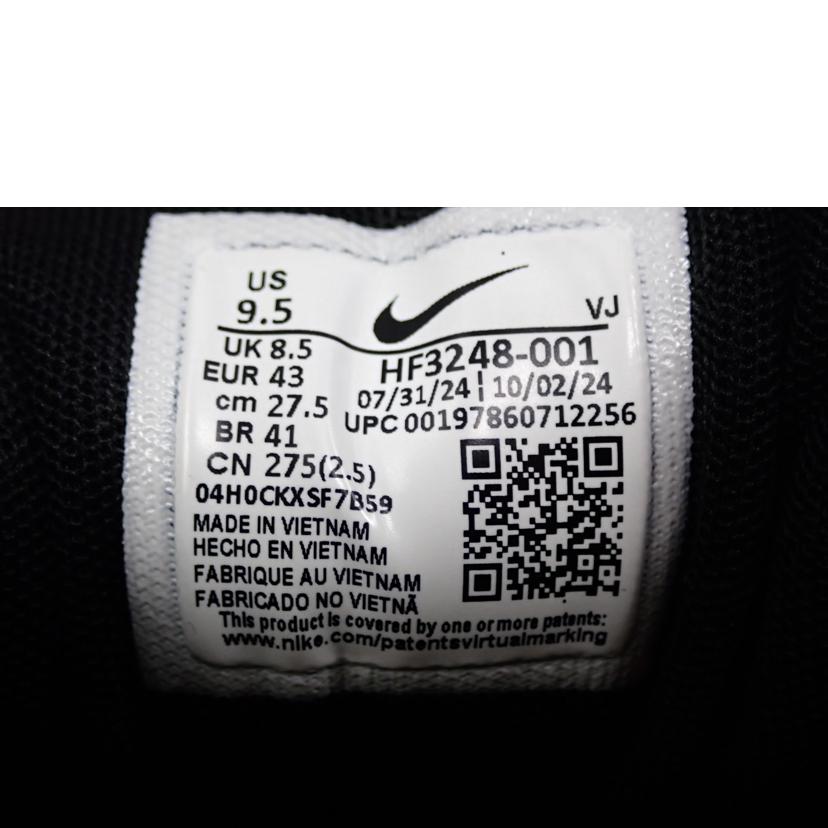 US
9.5
VJ
UK 8.5
EUR 43
cm 27.5
BR 41
CN 275(2.5)
HF3248-001
07/31/24 | 10/02/24
UPC 00197860712256
04H0CKXSF7B59
MADE IN VIETNAM
HECHO EN VIETNAM
FABRIQUE AU VIETNAM
FABRICADO NO VIETNÃ
This product is covered by one or more patents:
www.nike.com/patentsvirtualmarking